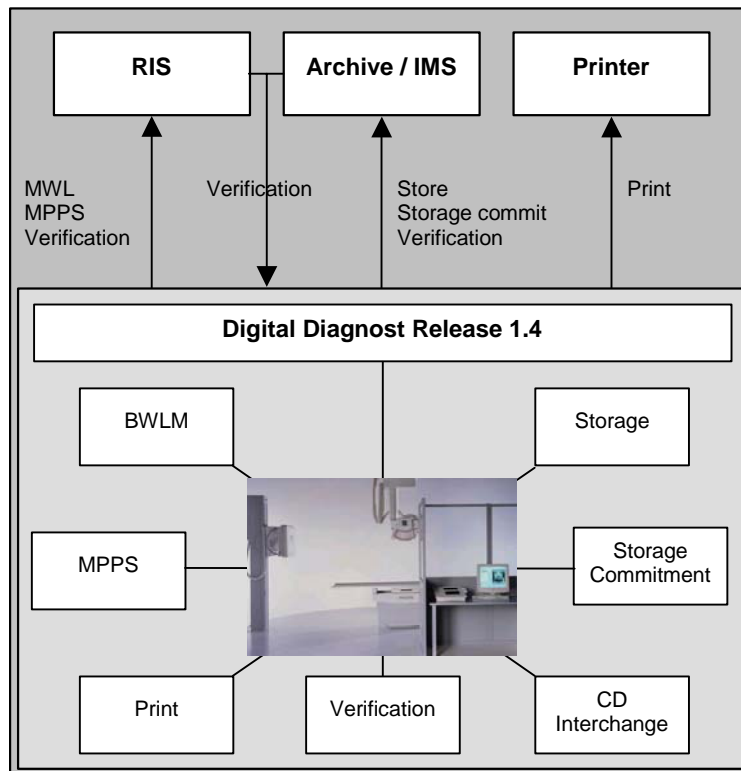 RIS
Archive / IMS
Printer
MWL
MPPS
Verification
Verification
Store
Storage commit
Verification
Print
Digital Diagnost Release 1.4
BWLM
Storage
MPPS
Storage
Commitment
Print
Verification
CD
Interchange